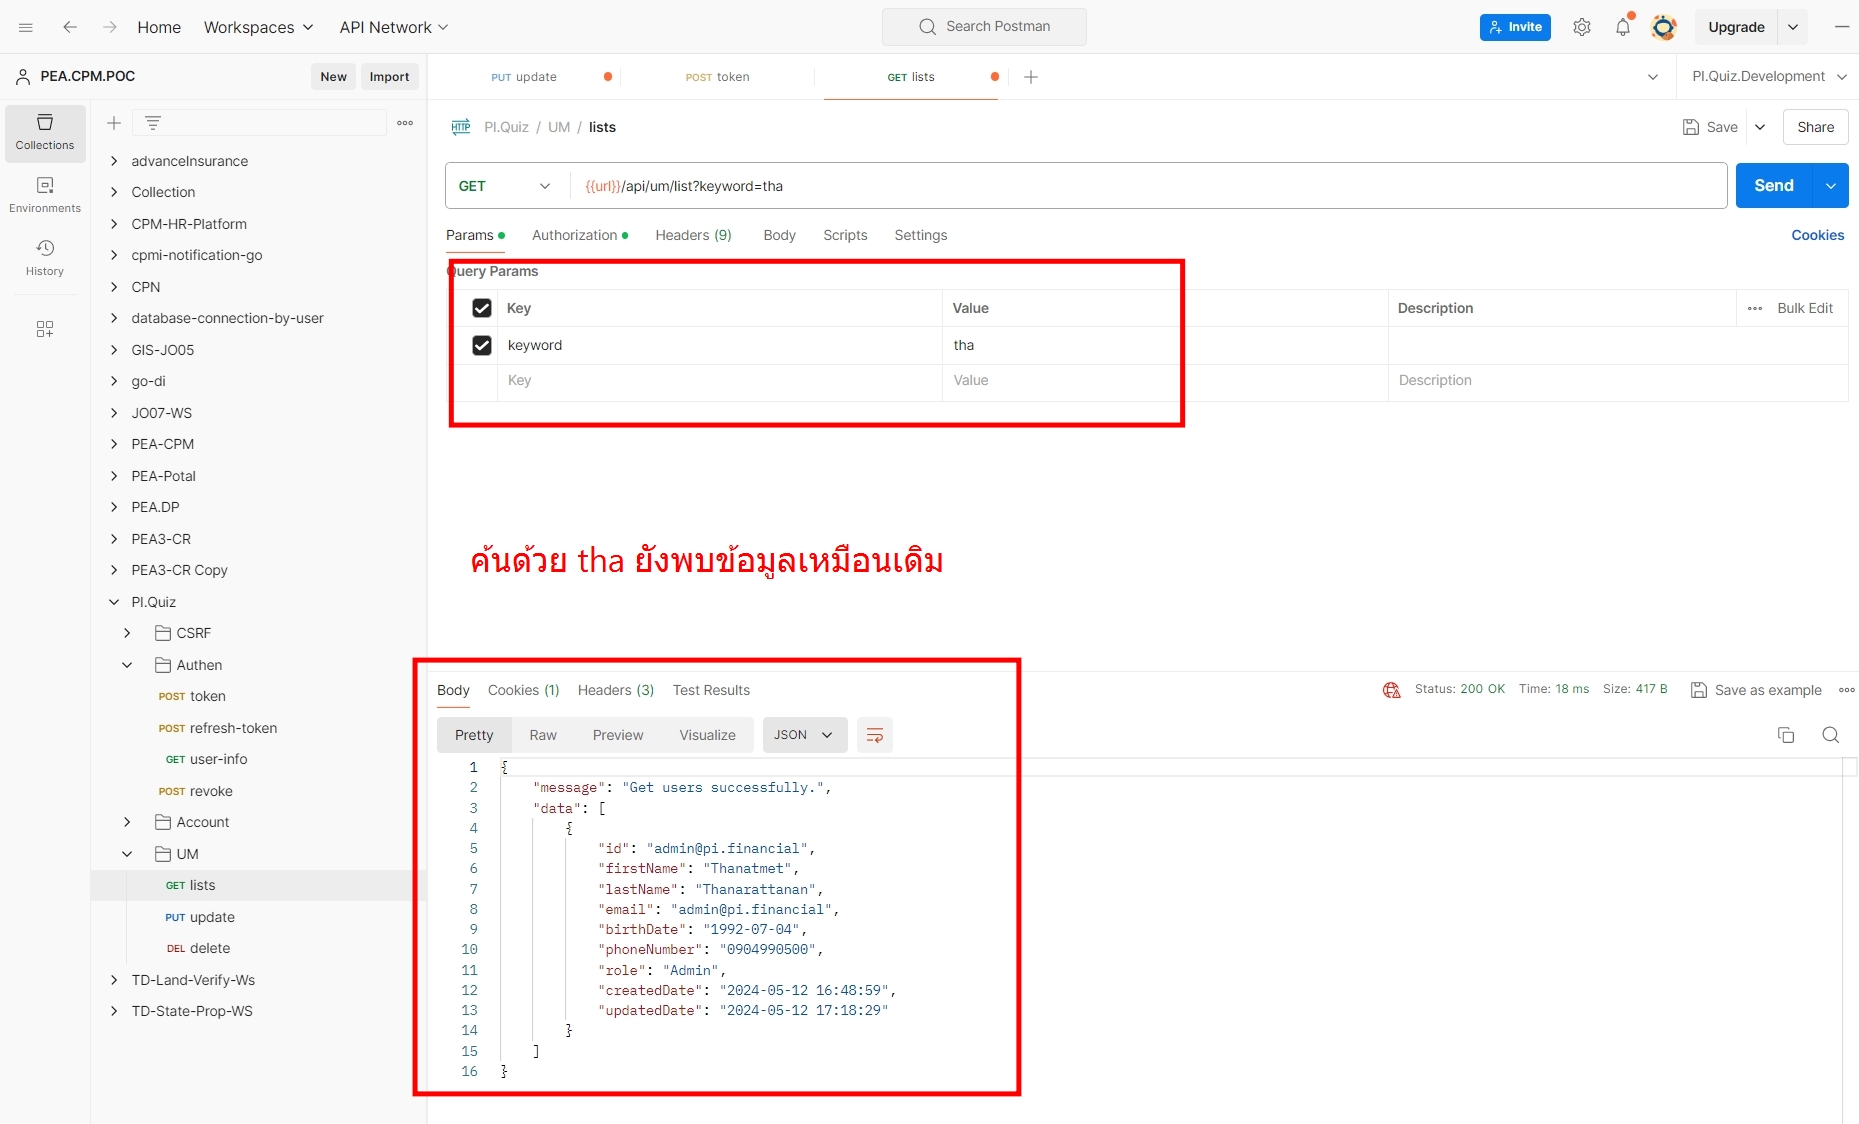 Home Workspaces API Network Search Postman Invite Upgrade
PEA.CPM.POC New Import
PUT update POST token GET lists PI.Quiz.Development
Collections
Environments
History
advanceInsurance
Collection
CPM-HR-Platform
cpmi-notification-go
CPN
database-connection-by-user
GIS-JO05
go-di
JO07-WS
PEA-CPM
PEA-Potal
PEA.DP
PEA3-CR
PEA3-CR Copy
PI.Quiz
CSRF
Authen
POST token
POST refresh-token
GET user-info
POST revoke
Account
UM
GET lists
PUT update
DEL delete
TD-Land-Verify-Ws
TD-State-Prop-WS
HTTP PI.Quiz / UM / lists Save Share
GET {{url}}/api/um/list?keyword=tha Send
Params Authorization Headers (9) Body Scripts Settings Cookies
Query Params
Key Value Description Bulk Edit
keyword tha
Key Value Description
ค้นด้วย tha ยังพบข้อมูลเหมือนเดิม
Body Cookies (1) Headers (3) Test Results Status: 200 OK Time: 18 ms Size: 417 B Save as example
Pretty Raw Preview Visualize JSON
1 {
2 "message": "Get users successfully.",
3 "data": [
4 {
5 "id": "admin@pi.financial",
6 "firstName": "Thanatmet",
7 "lastName": "Thanarattanan",
8 "email": "admin@pi.financial",
9 "birthDate": "1992-07-04",
10 "phoneNumber": "0904990500",
11 "role": "Admin",
12 "createdDate": "2024-05-12 16:48:59",
13 "updatedDate": "2024-05-12 17:18:29"
14 }
15 ]
16 }